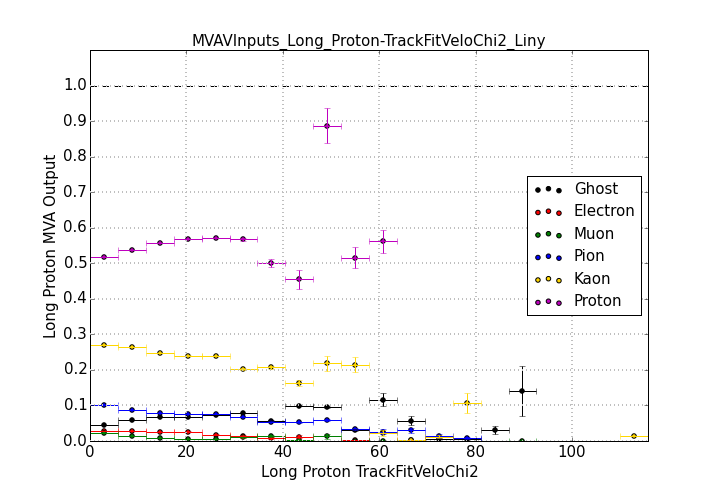 MVAVInputs_Long_Proton-TrackFitVeloChi2_Liny
Long Proton MVA Output
1.0
0.9
0.8
0.7
0.6
0.5
0.4
0.3
0.2
0.1
0.0
Ghost
Electron
Muon
Pion
Kaon
Proton
0 20 40 60 80 100
Long Proton TrackFitVeloChi2